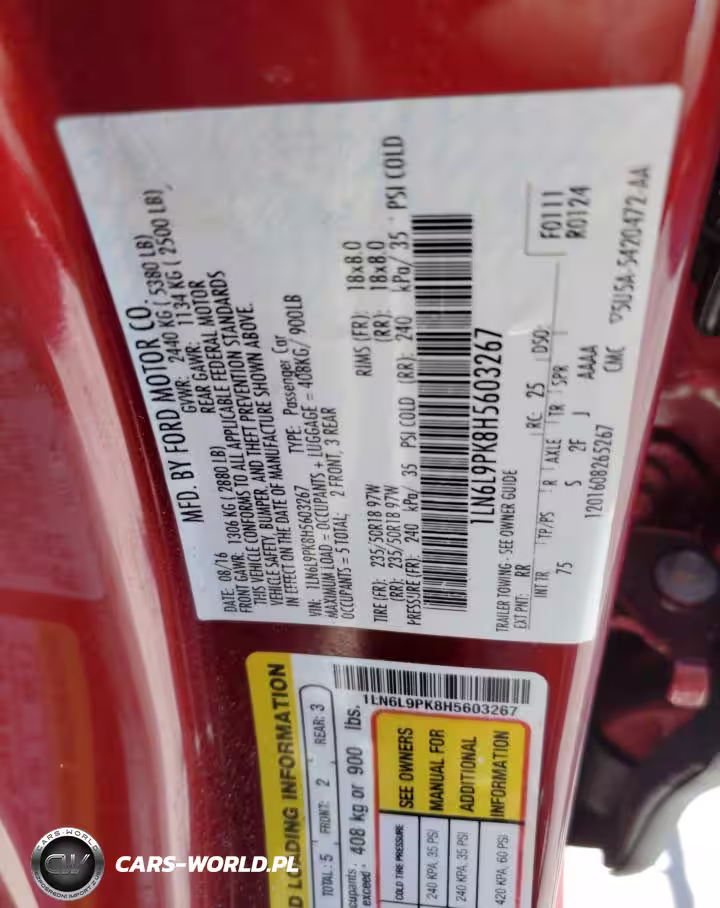 MFD. BY FORD MOTOR CO.
DATE: 08/16 GVWR: 2440 KG ( 5380 LB)
FRONT GAWR: 1306 KG ( 2880 LB) REAR GAWR: 1134 KG ( 2500 LB)
THIS VEHICLE CONFORMS TO ALL APPLICABLE FEDERAL MOTOR
VEHICLE SAFETY, BUMPER, AND THEFT PREVENTION STANDARDS
IN EFFECT ON THE DATE OF MANUFACTURE SHOWN ABOVE.
VIN: 1LN6L9PK8H5603267 TYPE: Passenger Car
MAXIMUM LOAD = OCCUPANTS + LUGGAGE = 408KG/900LB
OCCUPANTS = 5 TOTAL; 2 FRONT, 3 REAR
TIRE (FR): 235/50R18 97W RIMS (FR): 18x8.0
(RR): 235/50R18 97W (RR): 18x8.0
PRESSURE (FR): 240 kPa/ 35 PSI COLD (RR): 240 kPa/ 35 PSI COLD
1LN6L9PK8H5603267
TRAILER TOWING - SEE OWNER GUIDE
EXT PNT: RR RC: 25 DSO:
F0111
R0124
INT TR TP/PS R AXLE TR SPR
75 S 2F J AAAA
1201608265267 CMC 5U5A-5420472-AA
LOADING INFORMATION
TOTAL: 5 FRONT: 2 REAR: 3
408 kg or 900 lbs.
1LN6L9PK8H5603267
COLD TIRE PRESSURE
240 KPA, 35 PSI
240 KPA, 35 PSI
420 KPA, 60 PSI
SEE OWNERS
MANUAL FOR
ADDITIONAL
INFORMATION
CARS-WORLD
CW
CARS-WORLD.PL